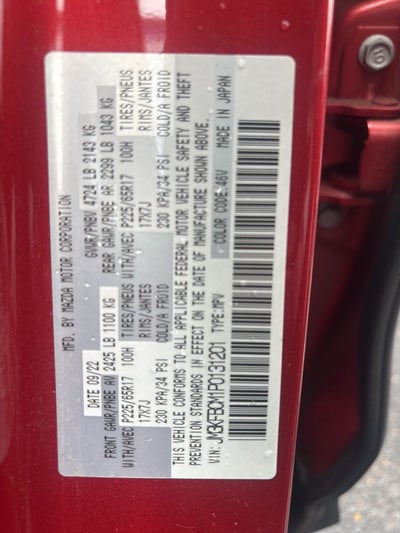 MFD. BY MAZDA MOTOR CORPORATION
DATE 09/22 GVWR/PNBV 4724 LB 2143 KG
FRONT GAWR/PNBE AV 2425 LB 1100 KG REAR GAWR/PNBE AR 2299 LB 1043 KG
WITH/AVEC P225/65R17 100H TIRES/PNEUS WITH/AVEC P225/65R17 100H TIRES/PNEUS
17X7J RIMS/JANTES 17X7J RIMS/JANTES
230 KPA/34 PSI COLD/A FROID 230 KPA/34 PSI COLD/A FROID
THIS VEHICLE CONFORMS TO ALL APPLICABLE FEDERAL MOTOR VEHICLE SAFETY AND THEFT
PREVENTION STANDARDS IN EFFECT ON THE DATE OF MANUFACTURE SHOWN ABOVE.
VIN: JM3KFBCM1P0131201 TYPE:MPV COLOR CODE:46V MADE IN JAPAN